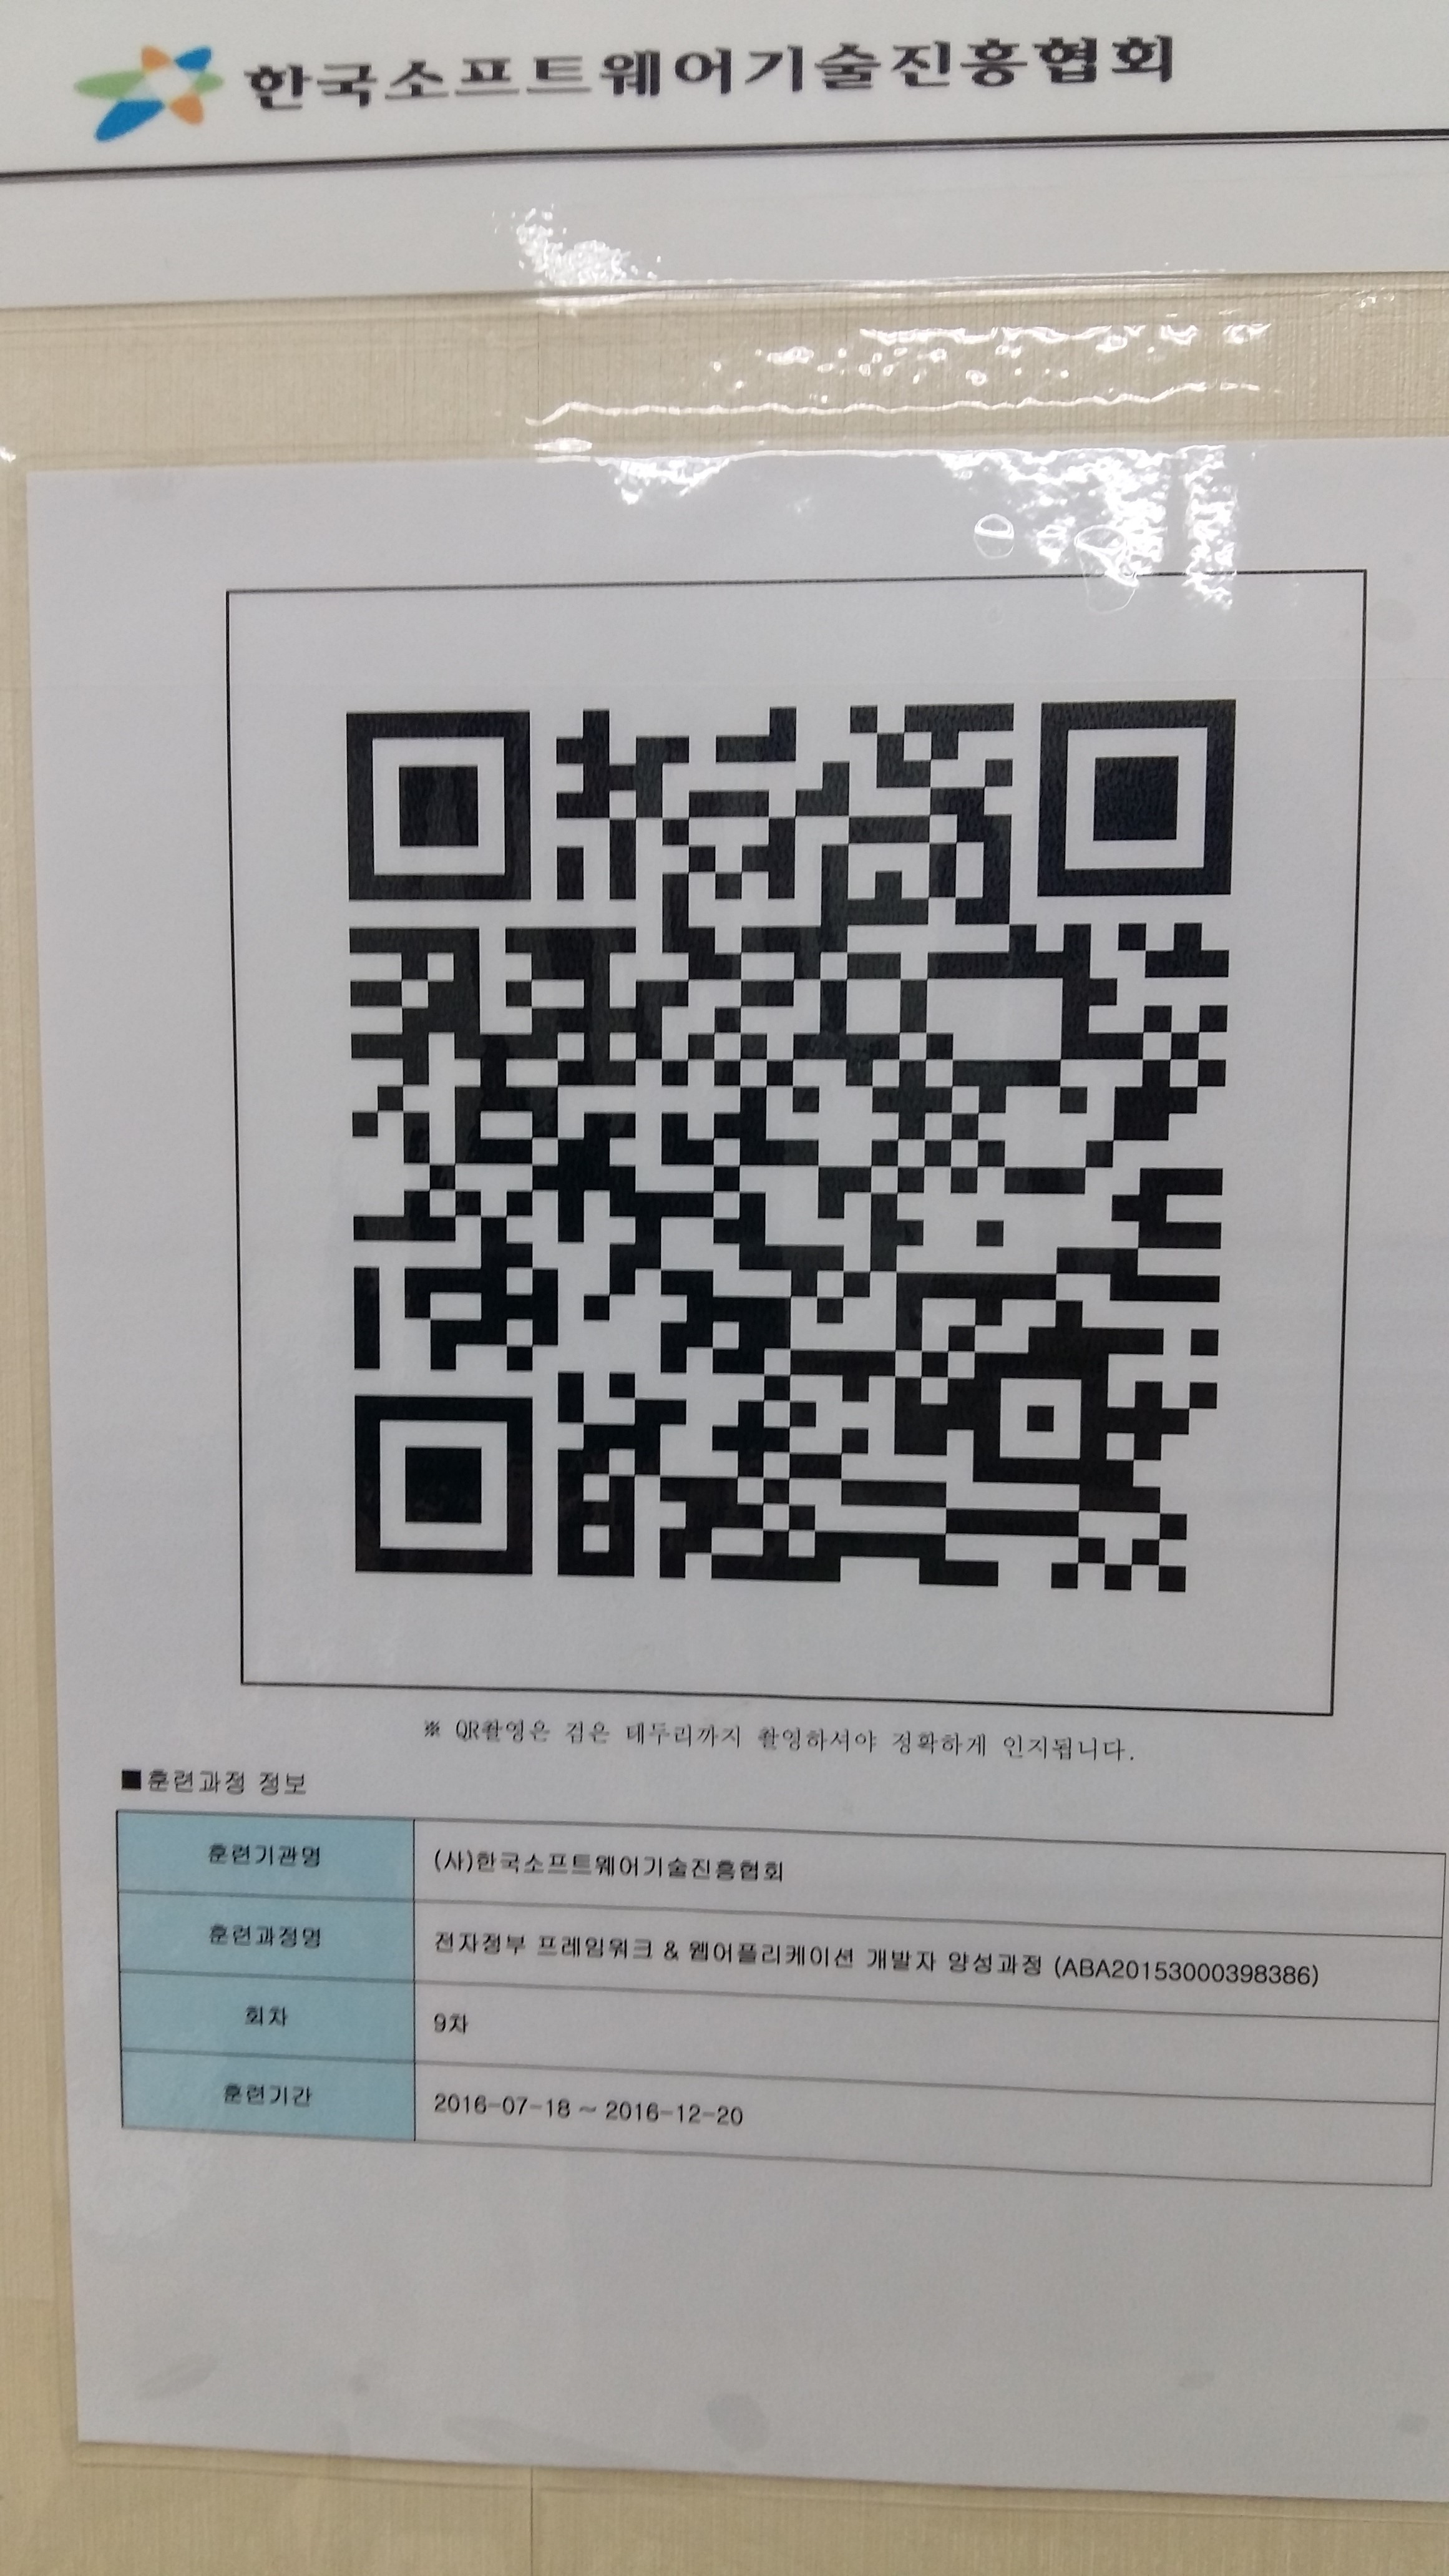 한국소프트웨어기술진흥협회
※ QR촬영은 검은 테두리까지 촬영하셔야 정확하게 인지됩니다.
■훈련과정 정보
훈련기관명 (사)한국소프트웨어기술진흥협회
훈련과정명 전자정부 프레임워크 & 웹어플리케이션 개발자 양성과정 (ABA20153000398386)
회차 9차
훈련기간 2016-07-18 ~ 2016-12-20